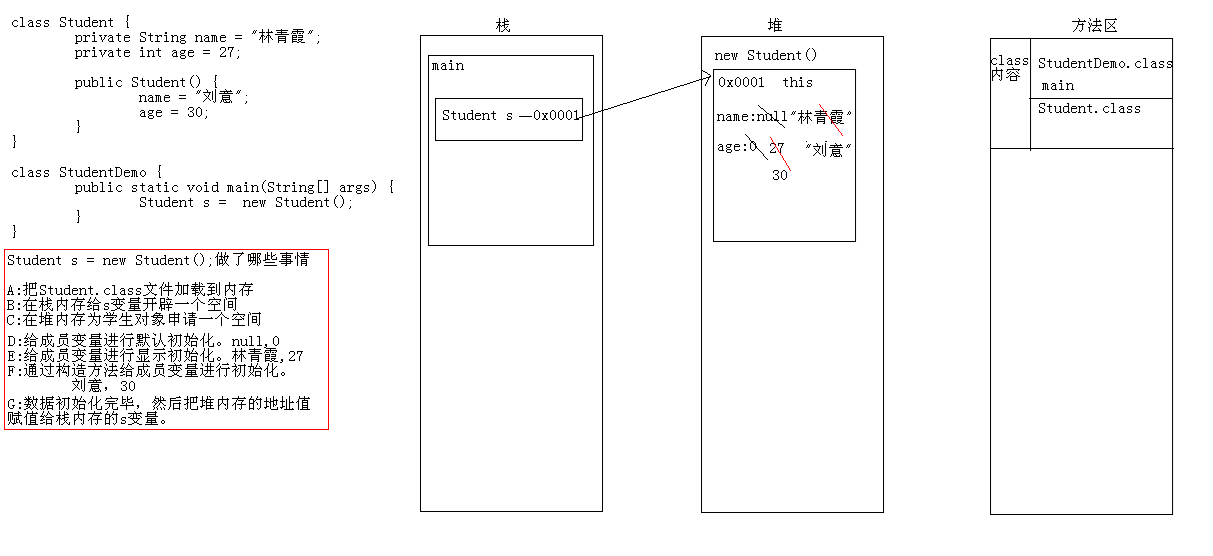 class Student {
private String name = "林青霞";
private int age = 27;
public Student() {
name = "刘意";
age = 30;
}
}
class StudentDemo {
public static void main(String[] args) {
Student s =  new Student();
}
}
Student s = new Student();做了哪些事情
A:把Student.class文件加载到内存
B:在栈内存给s变量开辟一个空间
C:在堆内存为学生对象申请一个空间
D:给成员变量进行默认初始化。null,0
E:给成员变量进行显示初始化。林青霞,27
F:通过构造方法给成员变量进行初始化。
刘意，30
G:数据初始化完毕，然后把堆内存的地址值
赋值给栈内存的s变量。
栈
main
Student s —0x0001
堆
new Student()
0x0001  this
name:null"林青霞"
age:0  27  "刘意"
30
方法区
class
内容
StudentDemo.class
main
Student.class